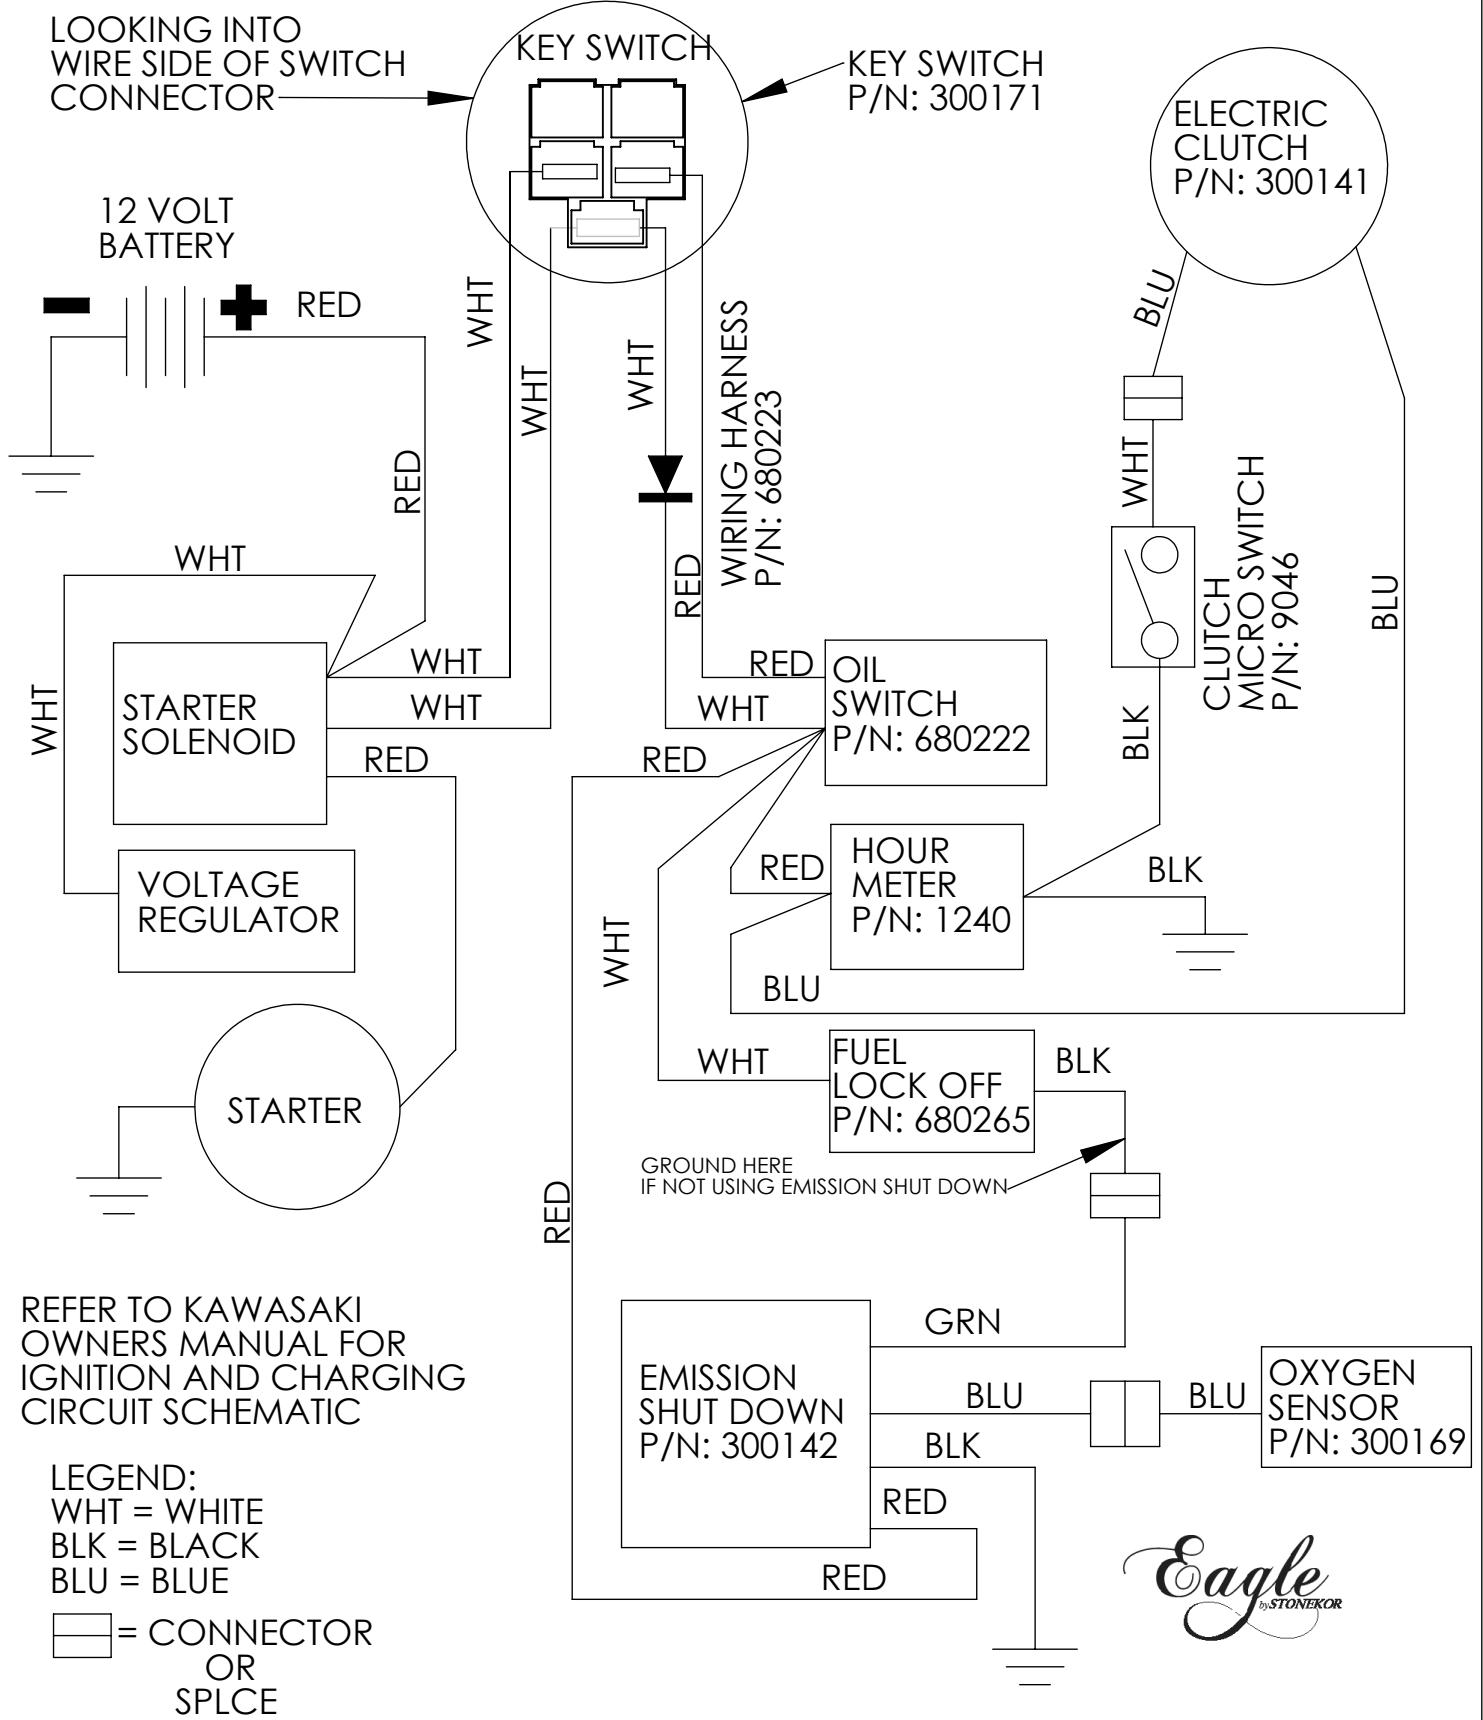 LOOKING INTO
WIRE SIDE OF SWITCH
CONNECTOR
KEY SWITCH
KEY SWITCH
P/N: 300171
ELECTRIC
CLUTCH
P/N: 300141
12 VOLT
BATTERY
RED
RED
WHT
WHT
WHT
WIRING HARNESS
P/N: 680223
RED
BLU
WHT
CLUTCH
MICRO SWITCH
P/N: 9046
BLU
BLK
WHT
WHT
STARTER
SOLENOID
WHT
WHT
RED
VOLTAGE
REGULATOR
STARTER
RED
WHT
OIL
SWITCH
P/N: 680222
RED
WHT
RED
HOUR
METER
P/N: 1240
BLK
BLU
WHT
FUEL
LOCK OFF
P/N: 680265
BLK
GROUND HERE
IF NOT USING EMISSION SHUT DOWN
RED
REFER TO KAWASAKI
OWNERS MANUAL FOR
IGNITION AND CHARGING
CIRCUIT SCHEMATIC
EMISSION
SHUT DOWN
P/N: 300142
GRN
BLU
BLU
BLK
RED
RED
OXYGEN
SENSOR
P/N: 300169
LEGEND:
WHT = WHITE
BLK = BLACK
BLU = BLUE
= CONNECTOR
OR
SPLCE
Eagle
by STONEKOR